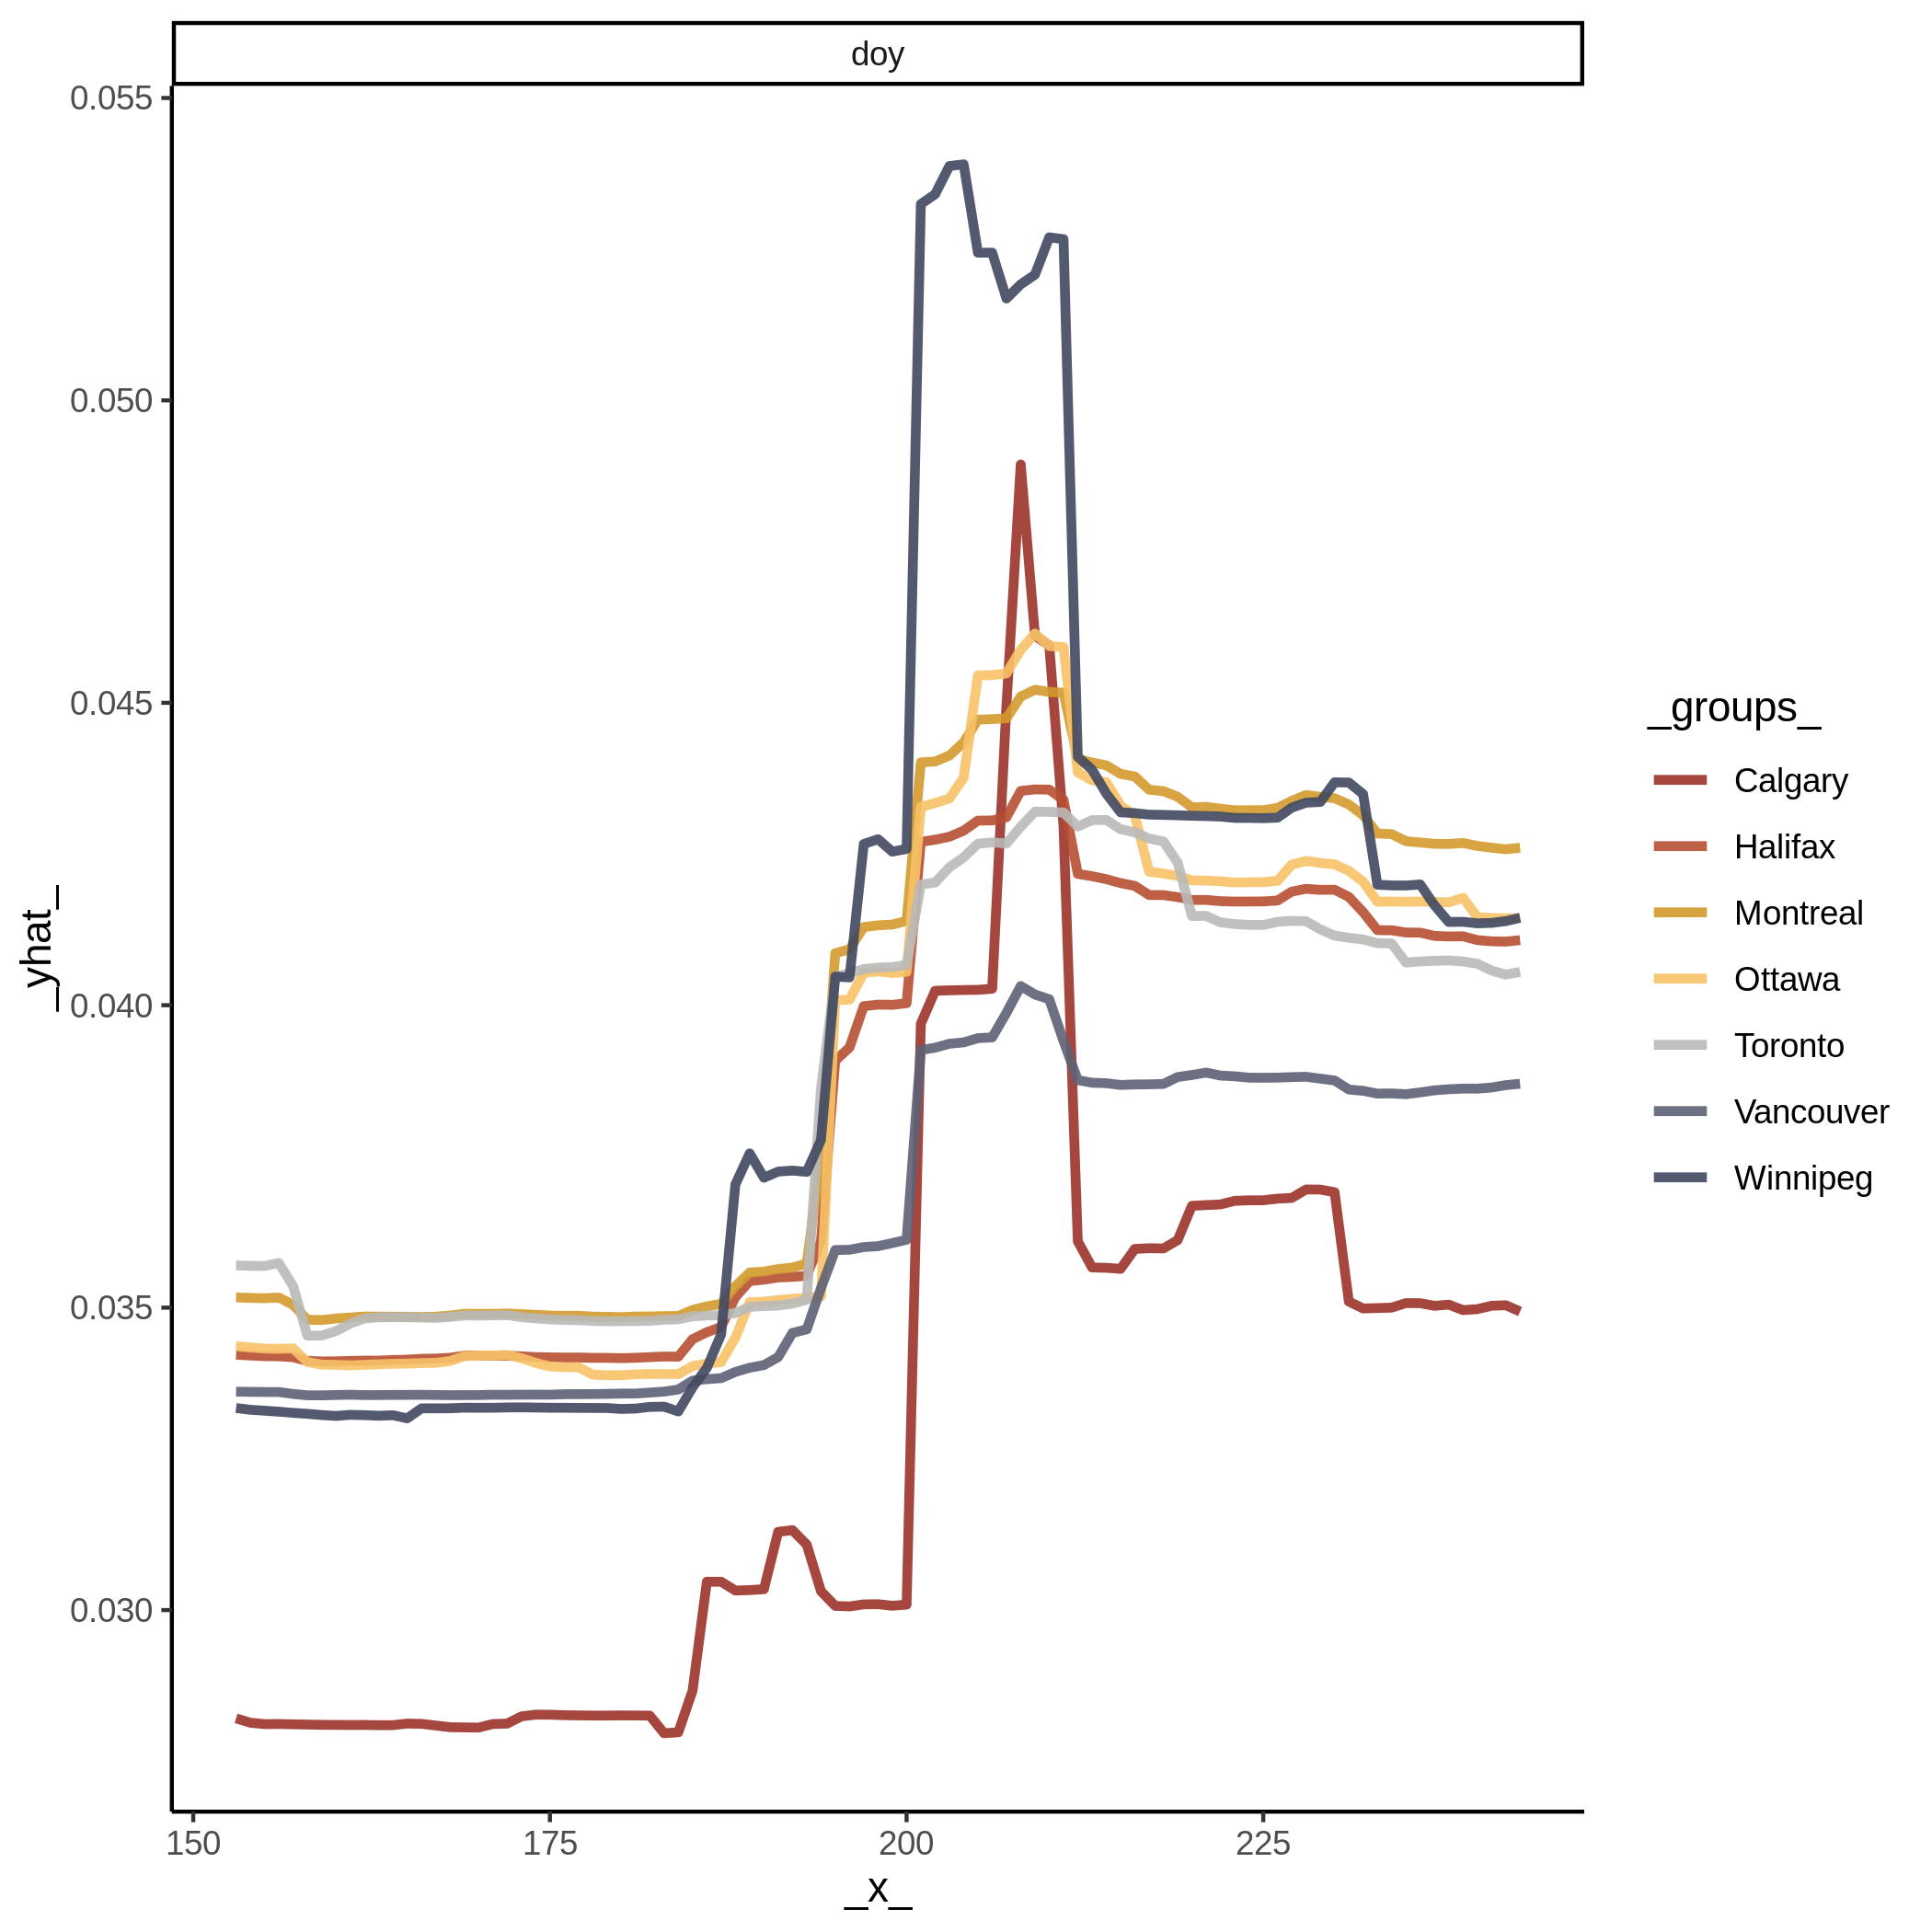 doy
0.055
0.050
0.045
0.040
0.035
0.030
_yhat_
150 175 200 225
_x_
_groups_
Calgary
Halifax
Montreal
Ottawa
Toronto
Vancouver
Winnipeg